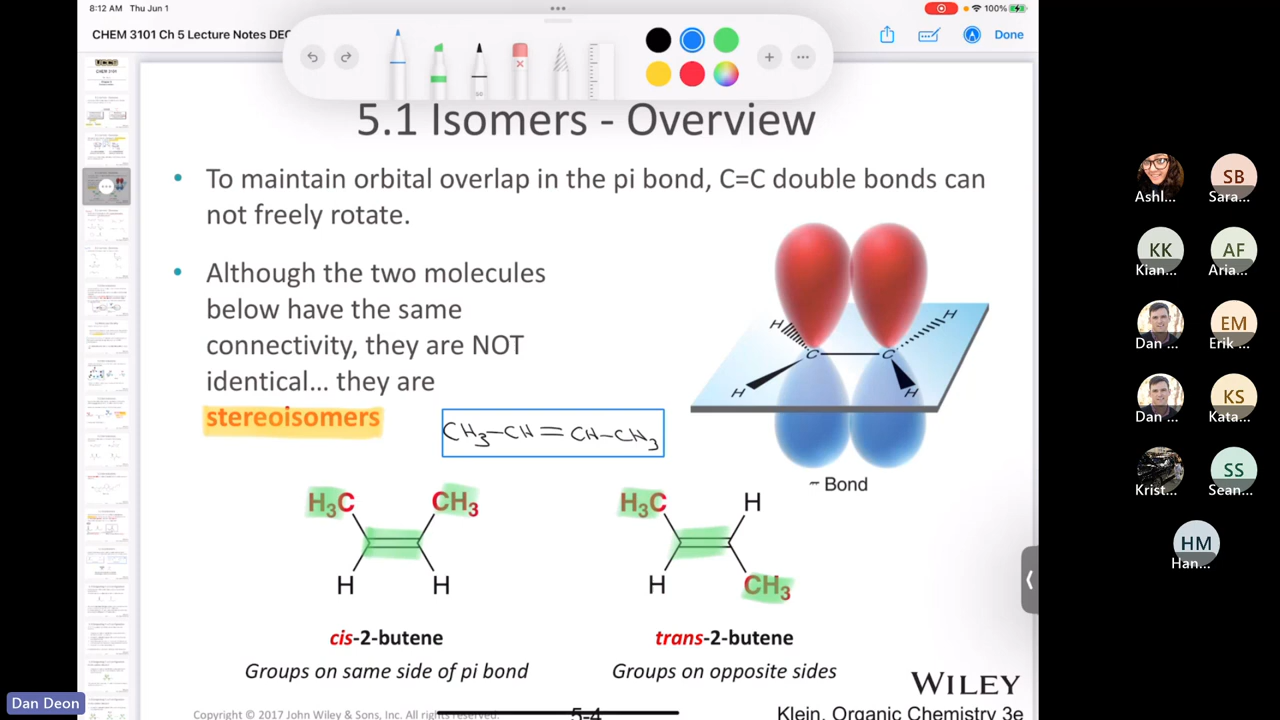 8:12 AM Thu Jun 1
100%
CHEM 3101 Ch 5 Lecture Notes DEC
Done
5.1 Isomers - Overview
• To maintain orbital overlap in the pi bond, C=C double bonds can
not freely rotate.
• Although the two molecules
below have the same
connectivity, they are NOT
identical… they are
stereoisomers
CH3-CH=CH-CH3
H
H
C
C
H
H
Bond
H3C
CH3
H
H
H3C
H
H
CH3
cis-2-butene
trans-2-butene
Groups on same side of pi bond
Groups on opposite sides
WILEY
Copyright © John Wiley & Sons, Inc. All rights reserved.
5-4
Organic Chemistry 3e
Ashl...
SB
Sara...
KK
Kian...
AF
Aria...
Dan ...
EM
Erik ...
Dan ...
KS
Kata...
Krist...
SS
Sean...
HM
Han...
Dan Deon